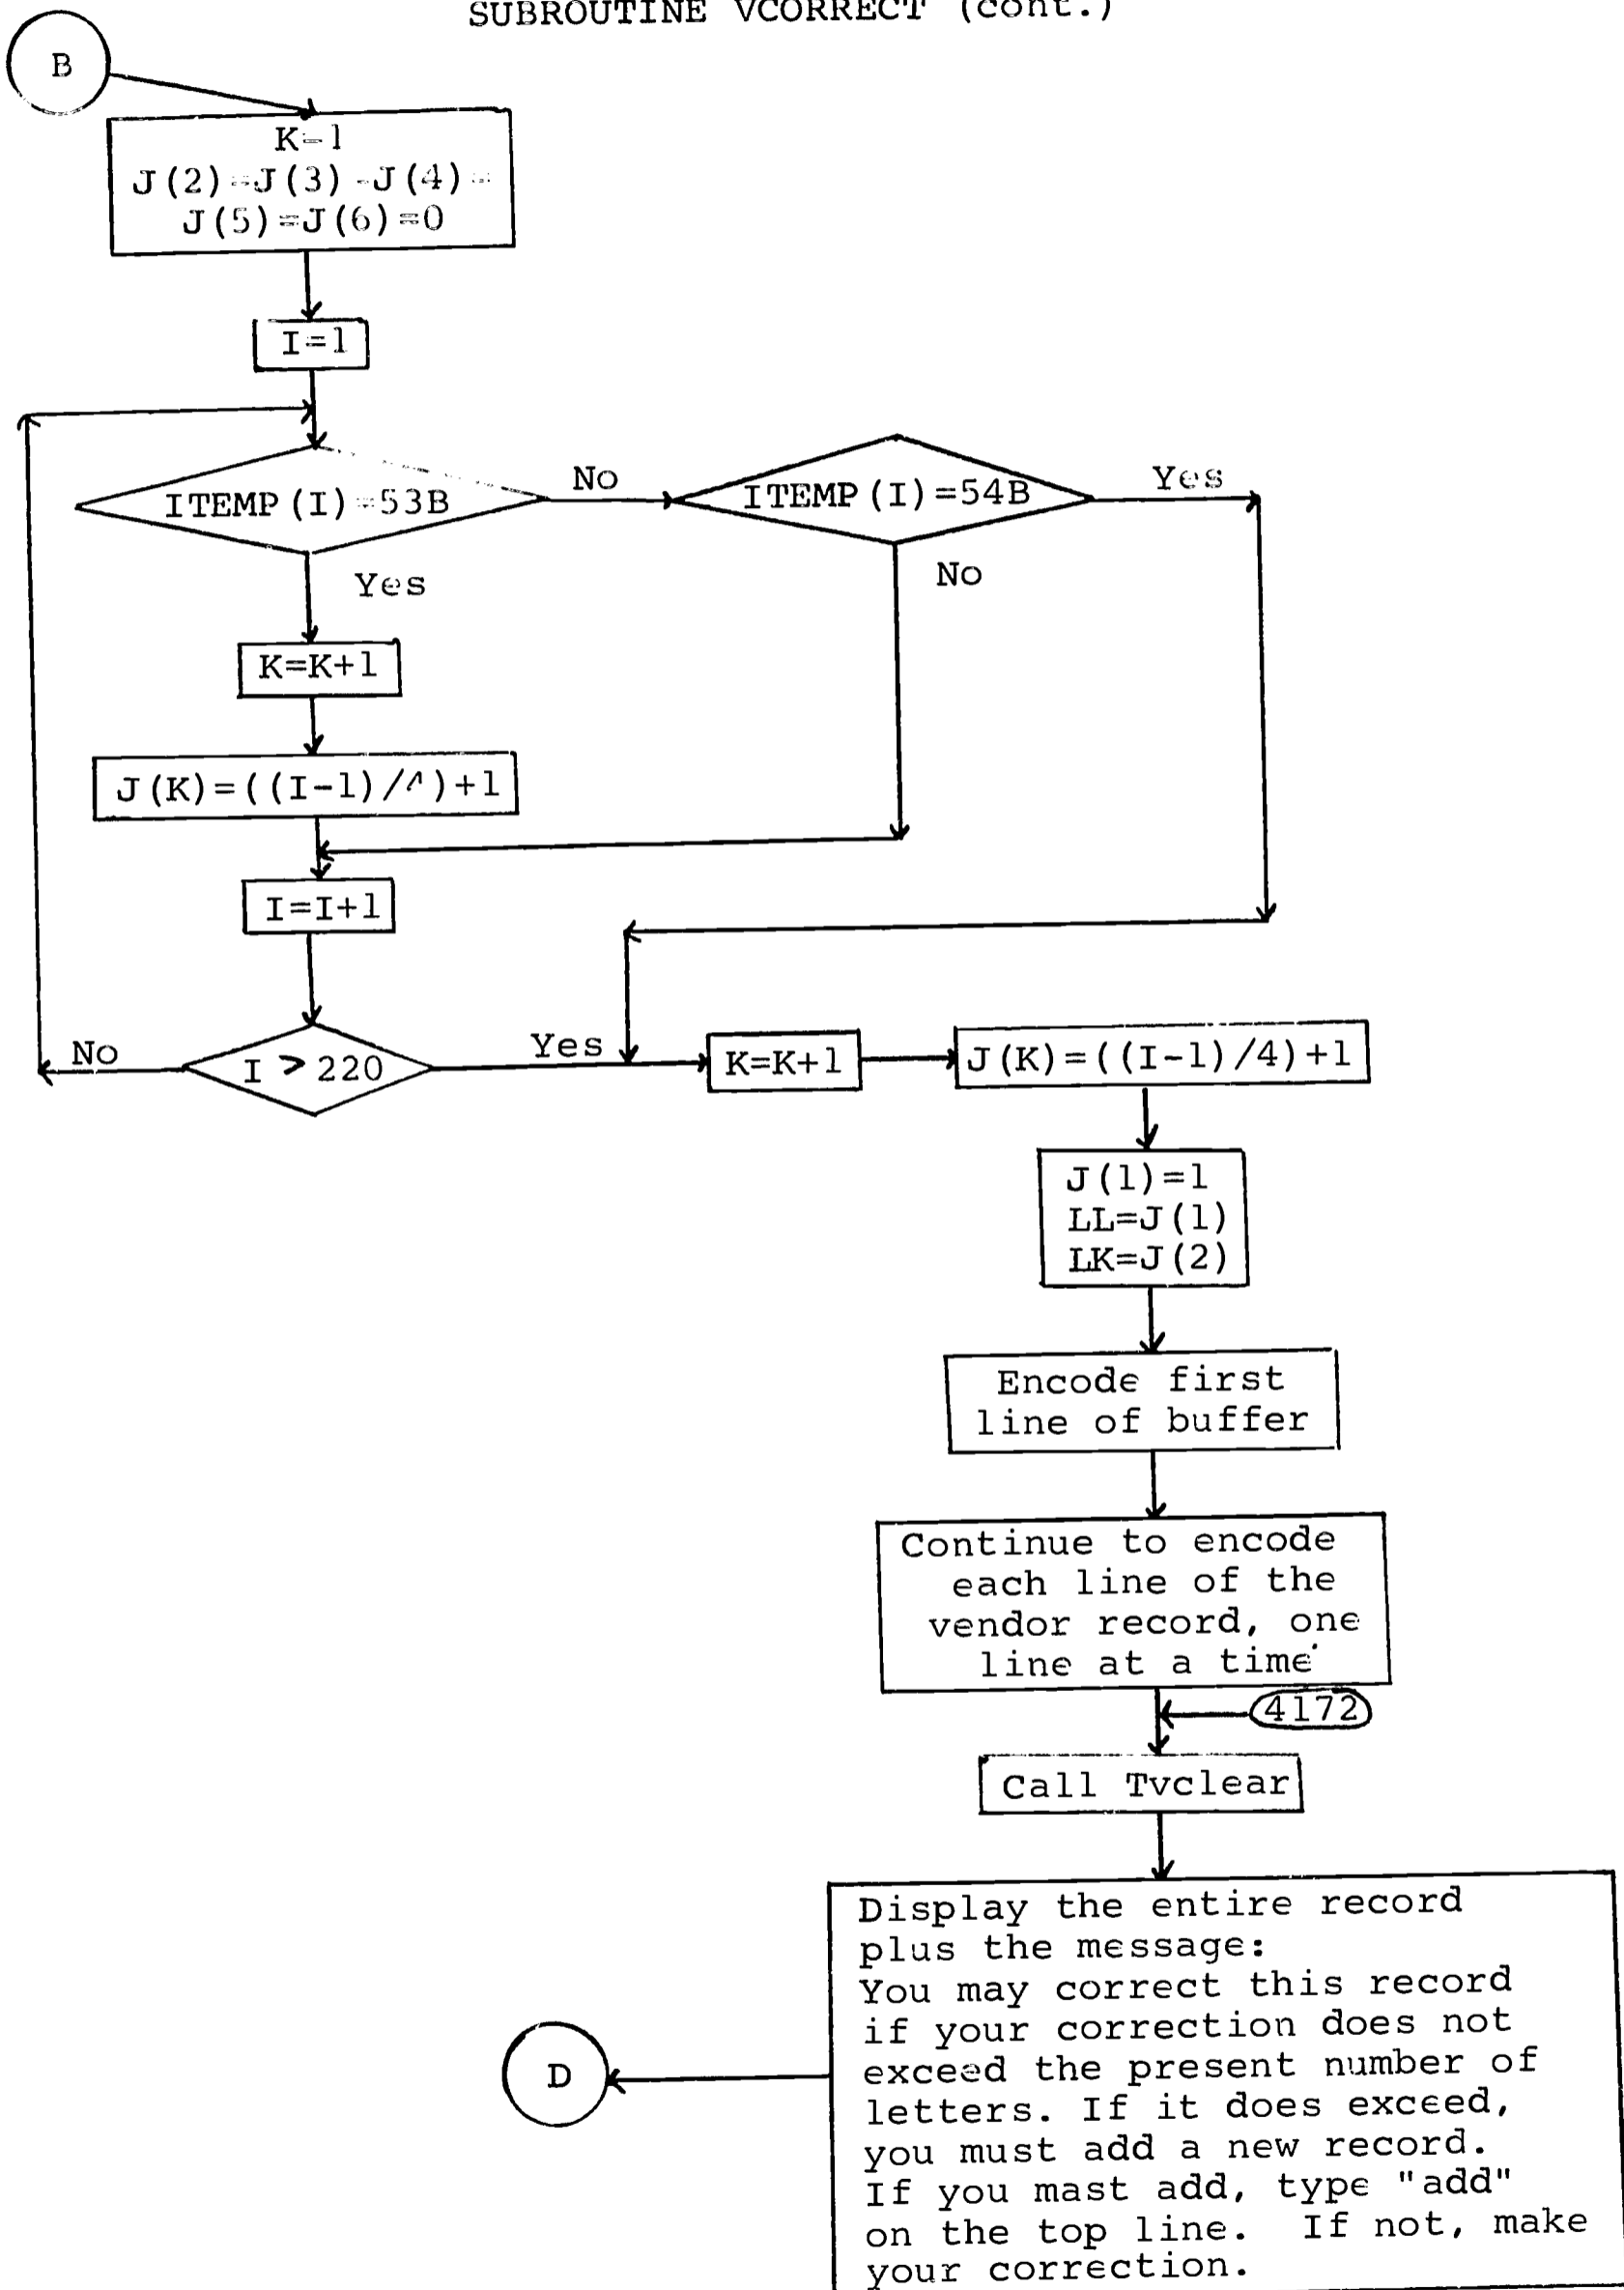 SUBROUTINE VCORRECT (cont.)
B
K=1
J(2)=J(3)=J(4)=
J(5)=J(6)=0
I=1
ITEMP(I)=53B
No
ITEMP(I)=54B
Yes
Yes
No
K=K+1
J(K)=((I-1)/^)+1
I=I+1
I > 220
No
Yes
K=K+1
J(K)=((I-1)/4)+1
J(1)=1
LL=J(1)
LK=J(2)
Encode first
line of buffer
Continue to encode
each line of the
vendor record, one
line at a time
4172
Call Tvclear
Display the entire record
plus the message:
You may correct this record
if your correction does not
exceed the present number of
letters. If it does exceed,
you must add a new record.
If you mast add, type "add"
on the top line. If not, make
your correction.
D